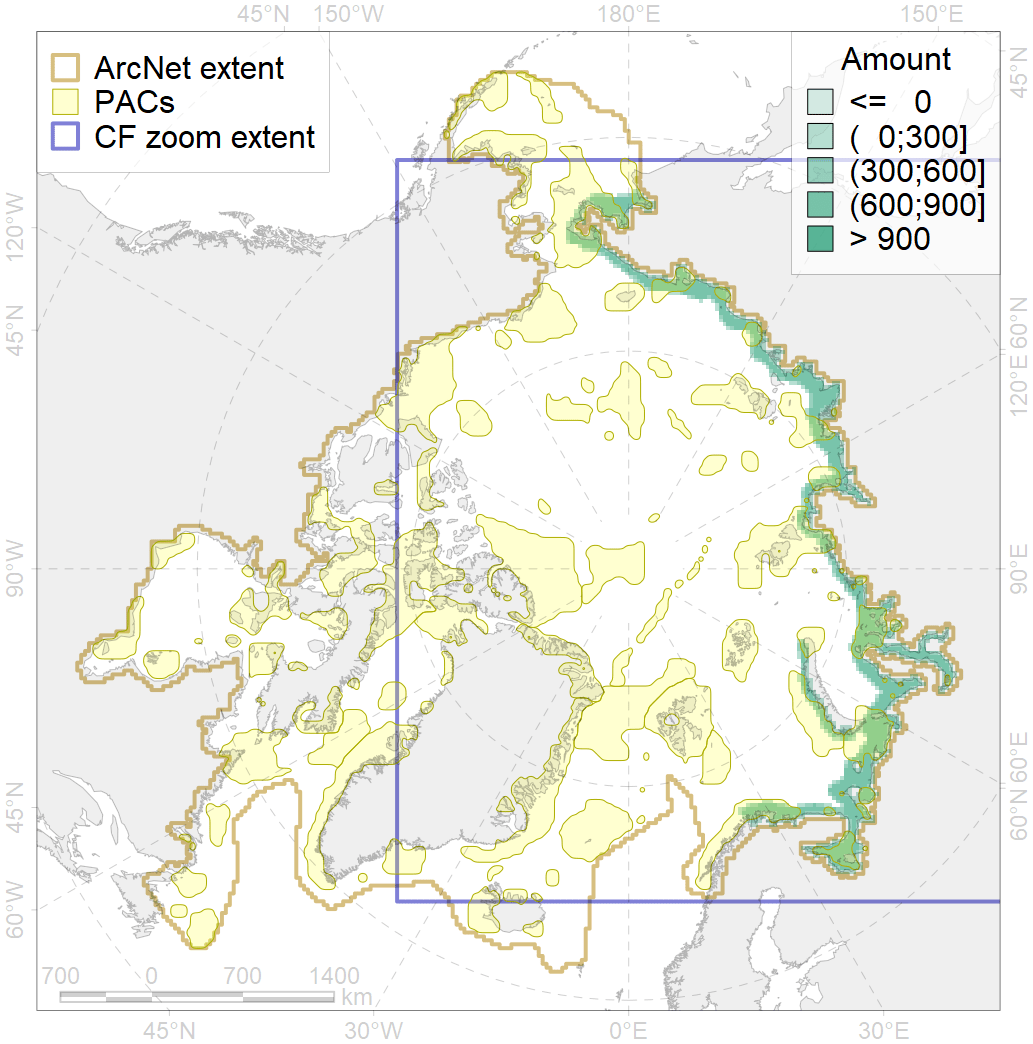 45°N 150°W 180°E 150°E
ArcNet extent
PACs
CF zoom extent
Amount
<= 0
( 0;300]
(300;600]
(600;900]
> 900
45°N
120°W
45°N
90°W
45°N
60°W
60°N
120°E
90°E
60°E
60°N
700 0 700 1400
km
45°N 30°W 0°E 30°E